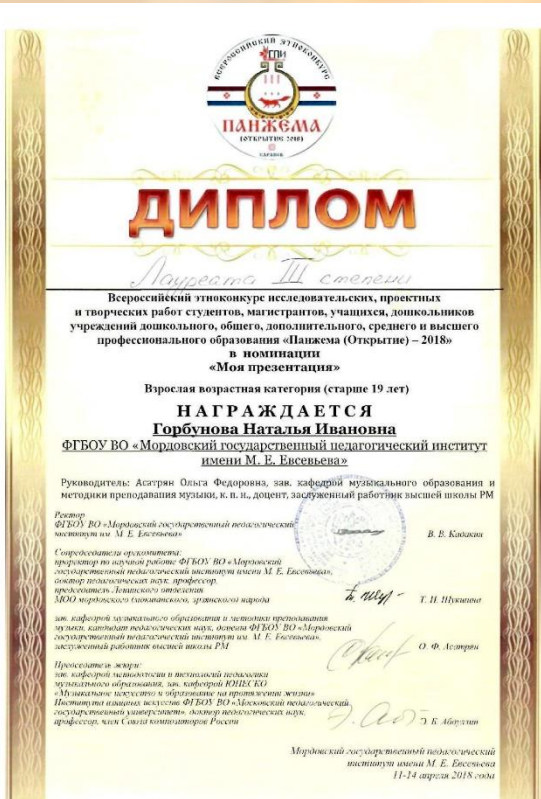 ВСЕРОССИЙСКИЙ ЭТНОКОНКУРС
ПАНЖЕМА
(ОТКРЫТИЕ 2018)
САРАНСК
ДИПЛОМ
Лауреата III степени
Всероссийский этноконкурс исследовательских, проектных
и творческих работ студентов, магистрантов, учащихся, дошкольников
учреждений дошкольного, общего, дополнительного, среднего и высшего
профессионального образования «Панжема (Открытие) – 2018»
в номинации
«Моя презентация»
Взрослая возрастная категория (старше 19 лет)
НАГРАЖДАЕТСЯ
Горбунова Наталья Ивановна
ФГБОУ ВО «Мордовский государственный педагогический институт
имени М. Е. Евсевьева»
Руководитель: Асатрян Ольга Федоровна, зав. кафедрой музыкального образования и
методики преподавания музыки, к. п. н., доцент, заслуженный работник высшей школы РМ
Ректор
ФГБОУ ВО «Мордовский государственный педагогический
институт им. М. Е. Евсевьева»
В. В. Кадакин
Сопредседатели оргкомитета:
проректор по научной работе ФГБОУ ВО «Мордовский
государственный педагогический институт имени М. Е. Евсевьева»,
доктор педагогических наук, профессор,
председатель Ленинского отделения
МОО мордовского (мокшанского, эрзянского) народа
Т. И. Шукшина
зав. кафедрой музыкального образования и методики преподавания
музыки, кандидат педагогических наук, доцент ФГБОУ ВО «Мордовский
государственный педагогический институт им. М. Е. Евсевьева»,
заслуженный работник высшей школы РМ
О. Ф. Асатрян
Председатель жюри:
зав. кафедрой методологии и технологий педагогики
музыкального образования, зав. кафедрой ЮНЕСКО
«Музыкальное искусство и образование на протяжении жизни»
Института изящных искусств ФГБОУ ВО «Московский педагогический
государственный университет», доктор педагогических наук,
профессор, член Союза композиторов России
Э. Б. Абдуллин
Мордовский государственный педагогический
институт имени М. Е. Евсевьева
11-14 апреля 2018 года